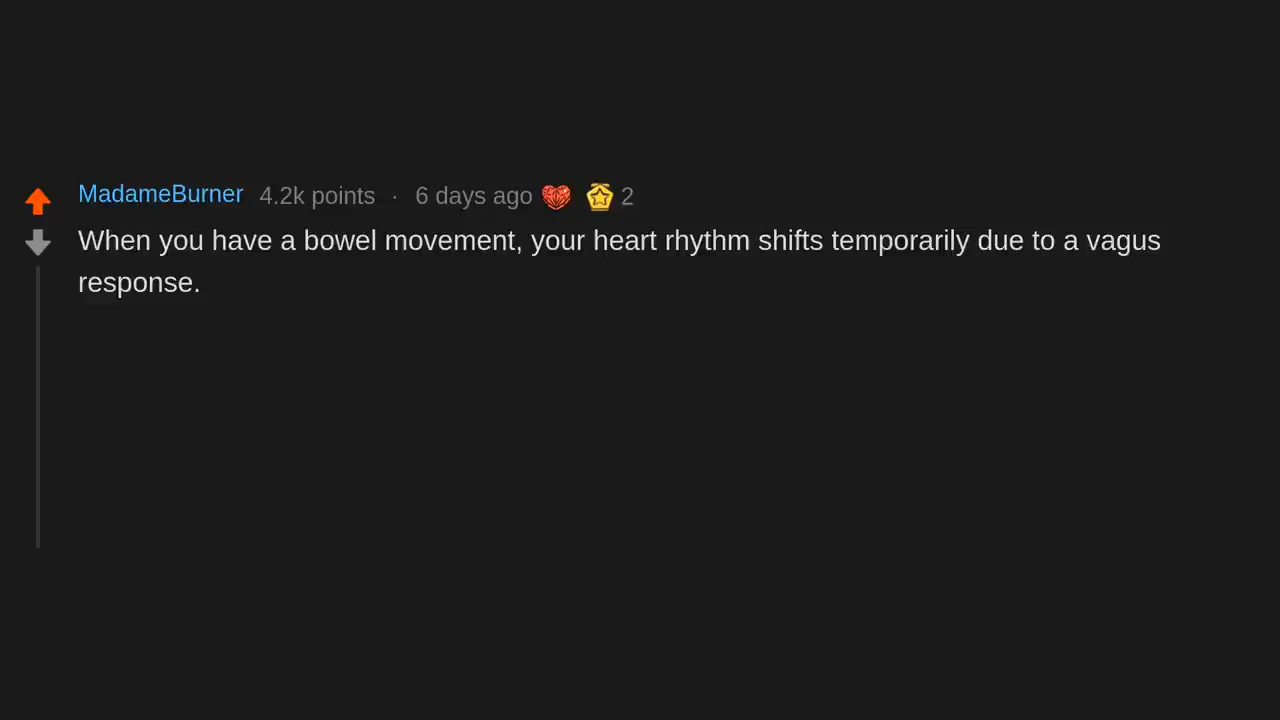 MadameBurner 4.2k points · 6 days ago 2
When you have a bowel movement, your heart rhythm shifts temporarily due to a vagus
response.